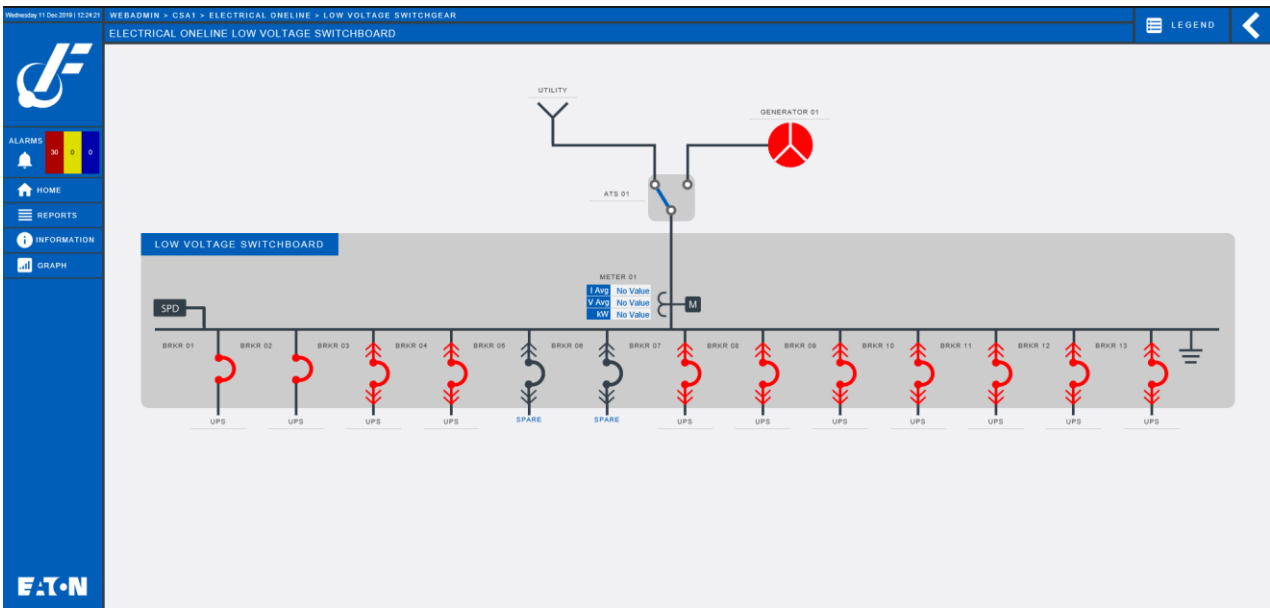 Wednesday 11 Dec 2019 | 12:24:21
WEBADMIN > CSA1 > ELECTRICAL ONELINE > LOW VOLTAGE SWITCHGEAR
ELECTRICAL ONELINE LOW VOLTAGE SWITCHBOARD
LEGEND
ALARMS
30 0 0
HOME
REPORTS
INFORMATION
GRAPH
EATON
UTILITY
GENERATOR 01
ATS 01
LOW VOLTAGE SWITCHBOARD
METER 01
I Avg No Value
V Avg No Value
kW No Value
M
SPD
BRKR 01 BRKR 02 BRKR 03 BRKR 04 BRKR 05 BRKR 06 BRKR 07 BRKR 08 BRKR 09 BRKR 10 BRKR 11 BRKR 12 BRKR 13
UPS UPS UPS UPS SPARE SPARE UPS UPS UPS UPS UPS UPS UPS